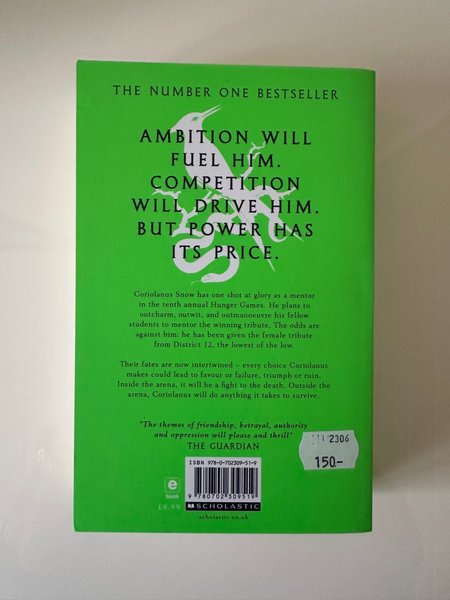 THE NUMBER ONE BESTSELLER
AMBITION WILL
FUEL HIM.
COMPETITION
WILL DRIVE HIM.
BUT POWER HAS
ITS PRICE.
Coriolanus Snow has one shot at glory as a mentor
in the tenth annual Hunger Games. He plans to
outcharm, outwit, and outmanoeuvre his fellow
students to mentor the winning tribute. The odds are
against him: he has been given the female tribute
from District 12, the lowest of the low.
Their fates are now intertwined – every choice Coriolanus
makes could lead to favour or failure, triumph or ruin.
Inside the arena, it will be a fight to the death. Outside the
arena, Coriolanus will do anything it takes to survive.
"The themes of friendship, betrayal, authority
and oppression will please and thrill"
THE GUARDIAN
2306
150.-
ISBN 978-0-702309-51-9
9 780702 309519
e
book
£8.99
SCHOLASTIC
scholastic.co.uk